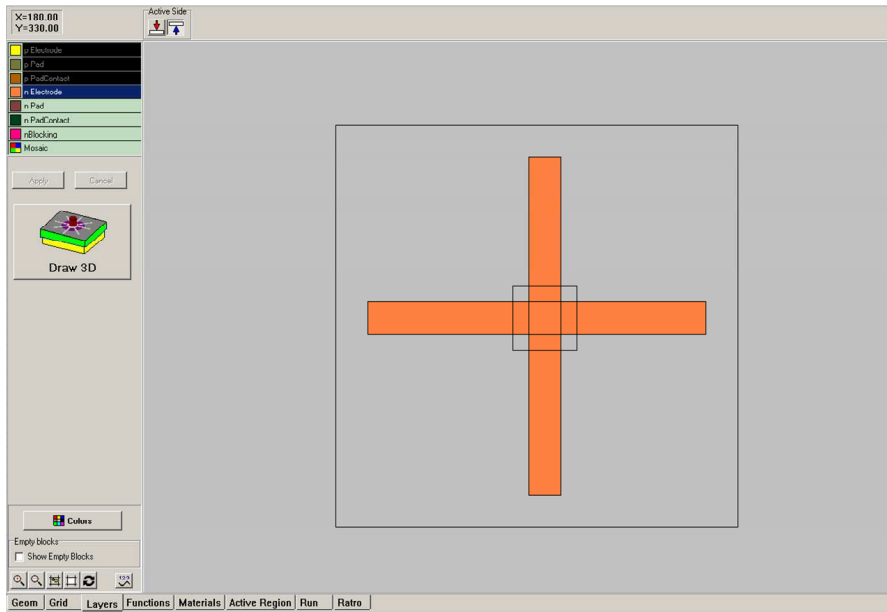 X=180.00
Y=330.00
Active Side
p Electrode
p Pad
p PadContact
n Electrode
n Pad
n PadContact
nBlocking
Mosaic
Apply
Cancel
Draw 3D
Colors
Empty blocks
Show Empty Blocks
Geom Grid Layers Functions Materials Active Region Run Ratro